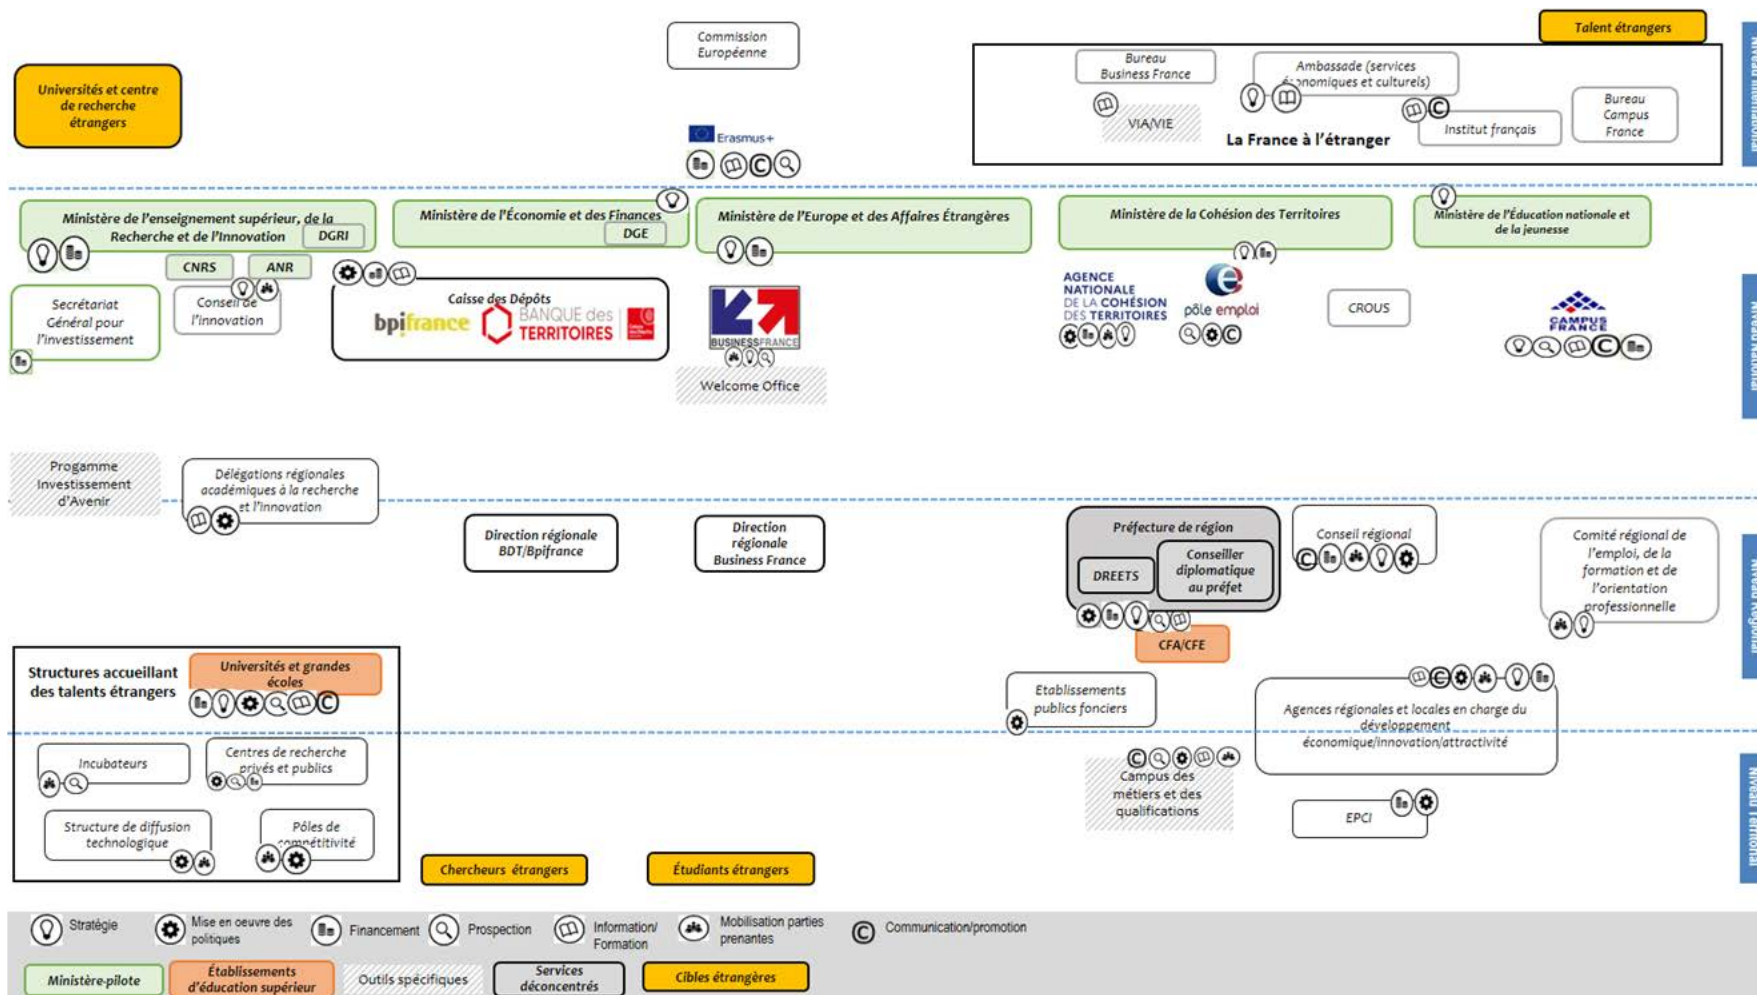 Talent étrangers
Commission
Européenne
Universités et centre
de recherche
étrangers
Bureau
Business France
VIA/VIE
Ambassade (services
économiques et culturels)
Institut français
Bureau
Campus
France
La France à l'étranger
Niveau International
Erasmus+
Ministère de l'enseignement supérieur, de la
Recherche et de l'Innovation
DGRI
Ministère de l'Économie et des Finances
DGE
Ministère de l'Europe et des Affaires Étrangères
Ministère de la Cohésion des Territoires
Ministère de l'Éducation nationale et
de la jeunesse
CNRS
ANR
Secrétariat
Général pour
l'investissement
Conseil de
l'innovation
Caisse des Dépôts
bpifrance
BANQUE des
TERRITOIRES
BUSINESSFRANCE
Welcome Office
AGENCE
NATIONALE
DE LA COHÉSION
DES TERRITOIRES
pôle emploi
CROUS
CAMPUS
FRANCE
Niveau National
Progamme
Investissement
d'Avenir
Délégations régionales
académiques à la recherche
et l'innovation
Direction régionale
BDT/Bpifrance
Direction
régionale
Business France
Préfecture de région
DREETS
Conseiller
diplomatique
au préfet
Conseil régional
Comité régional de
l'emploi, de la
formation et de
l'orientation
professionnelle
Niveau Régional
CFA/CFE
Structures accueillant
des talents étrangers
Universités et grandes
écoles
Etablissements
publics fonciers
Agences régionales et locales en charge du
développement
économique/innovation/attractivité
Incubateurs
Centres de recherche
privés et publics
Campus des
métiers et des
qualifications
Structure de diffusion
technologique
Pôles de
compétitivité
EPCI
Niveau Territorial
Chercheurs étrangers
Étudiants étrangers
Stratégie
Mise en oeuvre des
politiques
Financement
Prospection
Information/
Formation
Mobilisation parties
prenantes
Communication/promotion
Ministère-pilote
Établissements
d'éducation supérieur
Outils spécifiques
Services
déconcentrés
Cibles étrangères